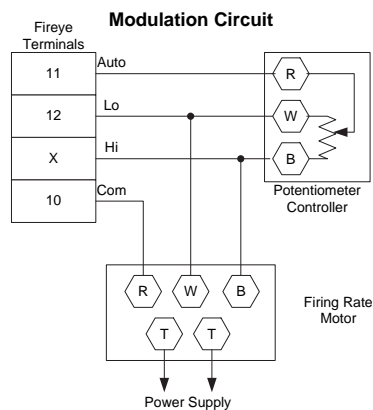 Modulation Circuit
Fireye
Terminals
11
Auto
R
12
Lo
W
X
Hi
B
10
Com
Potentiometer
Controller
R
W
B
T
T
Firing Rate
Motor
Power Supply